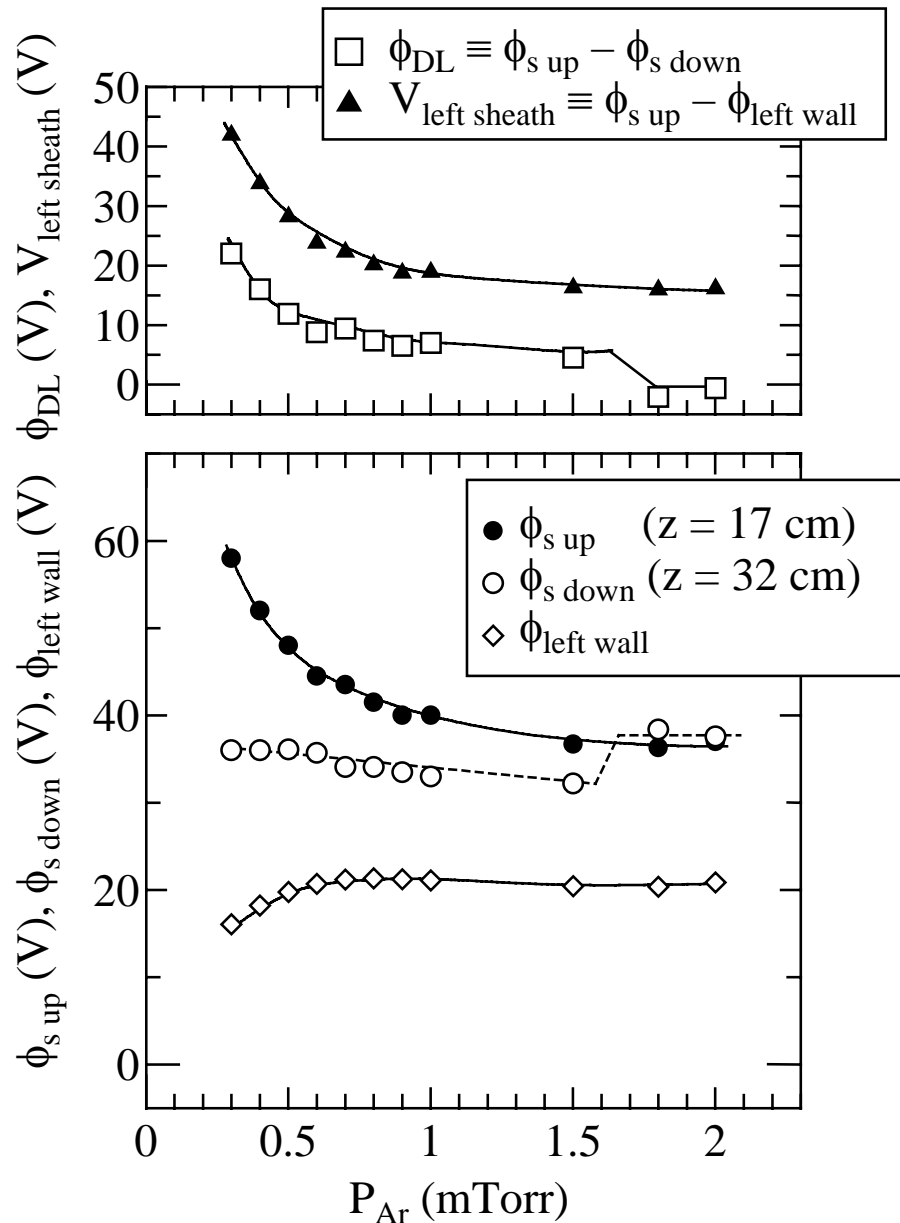 ϕDL ≡ ϕs up – ϕs down
Vleft sheath ≡ ϕs up – ϕleft wall
ϕDL (V), Vleft sheath (V)
50
40
30
20
10
0
ϕs up (z = 17 cm)
ϕs down (z = 32 cm)
ϕleft wall
ϕs up (V), ϕs down (V), ϕleft wall (V)
60
40
20
0
0 0.5 1 1.5 2
PAr (mTorr)